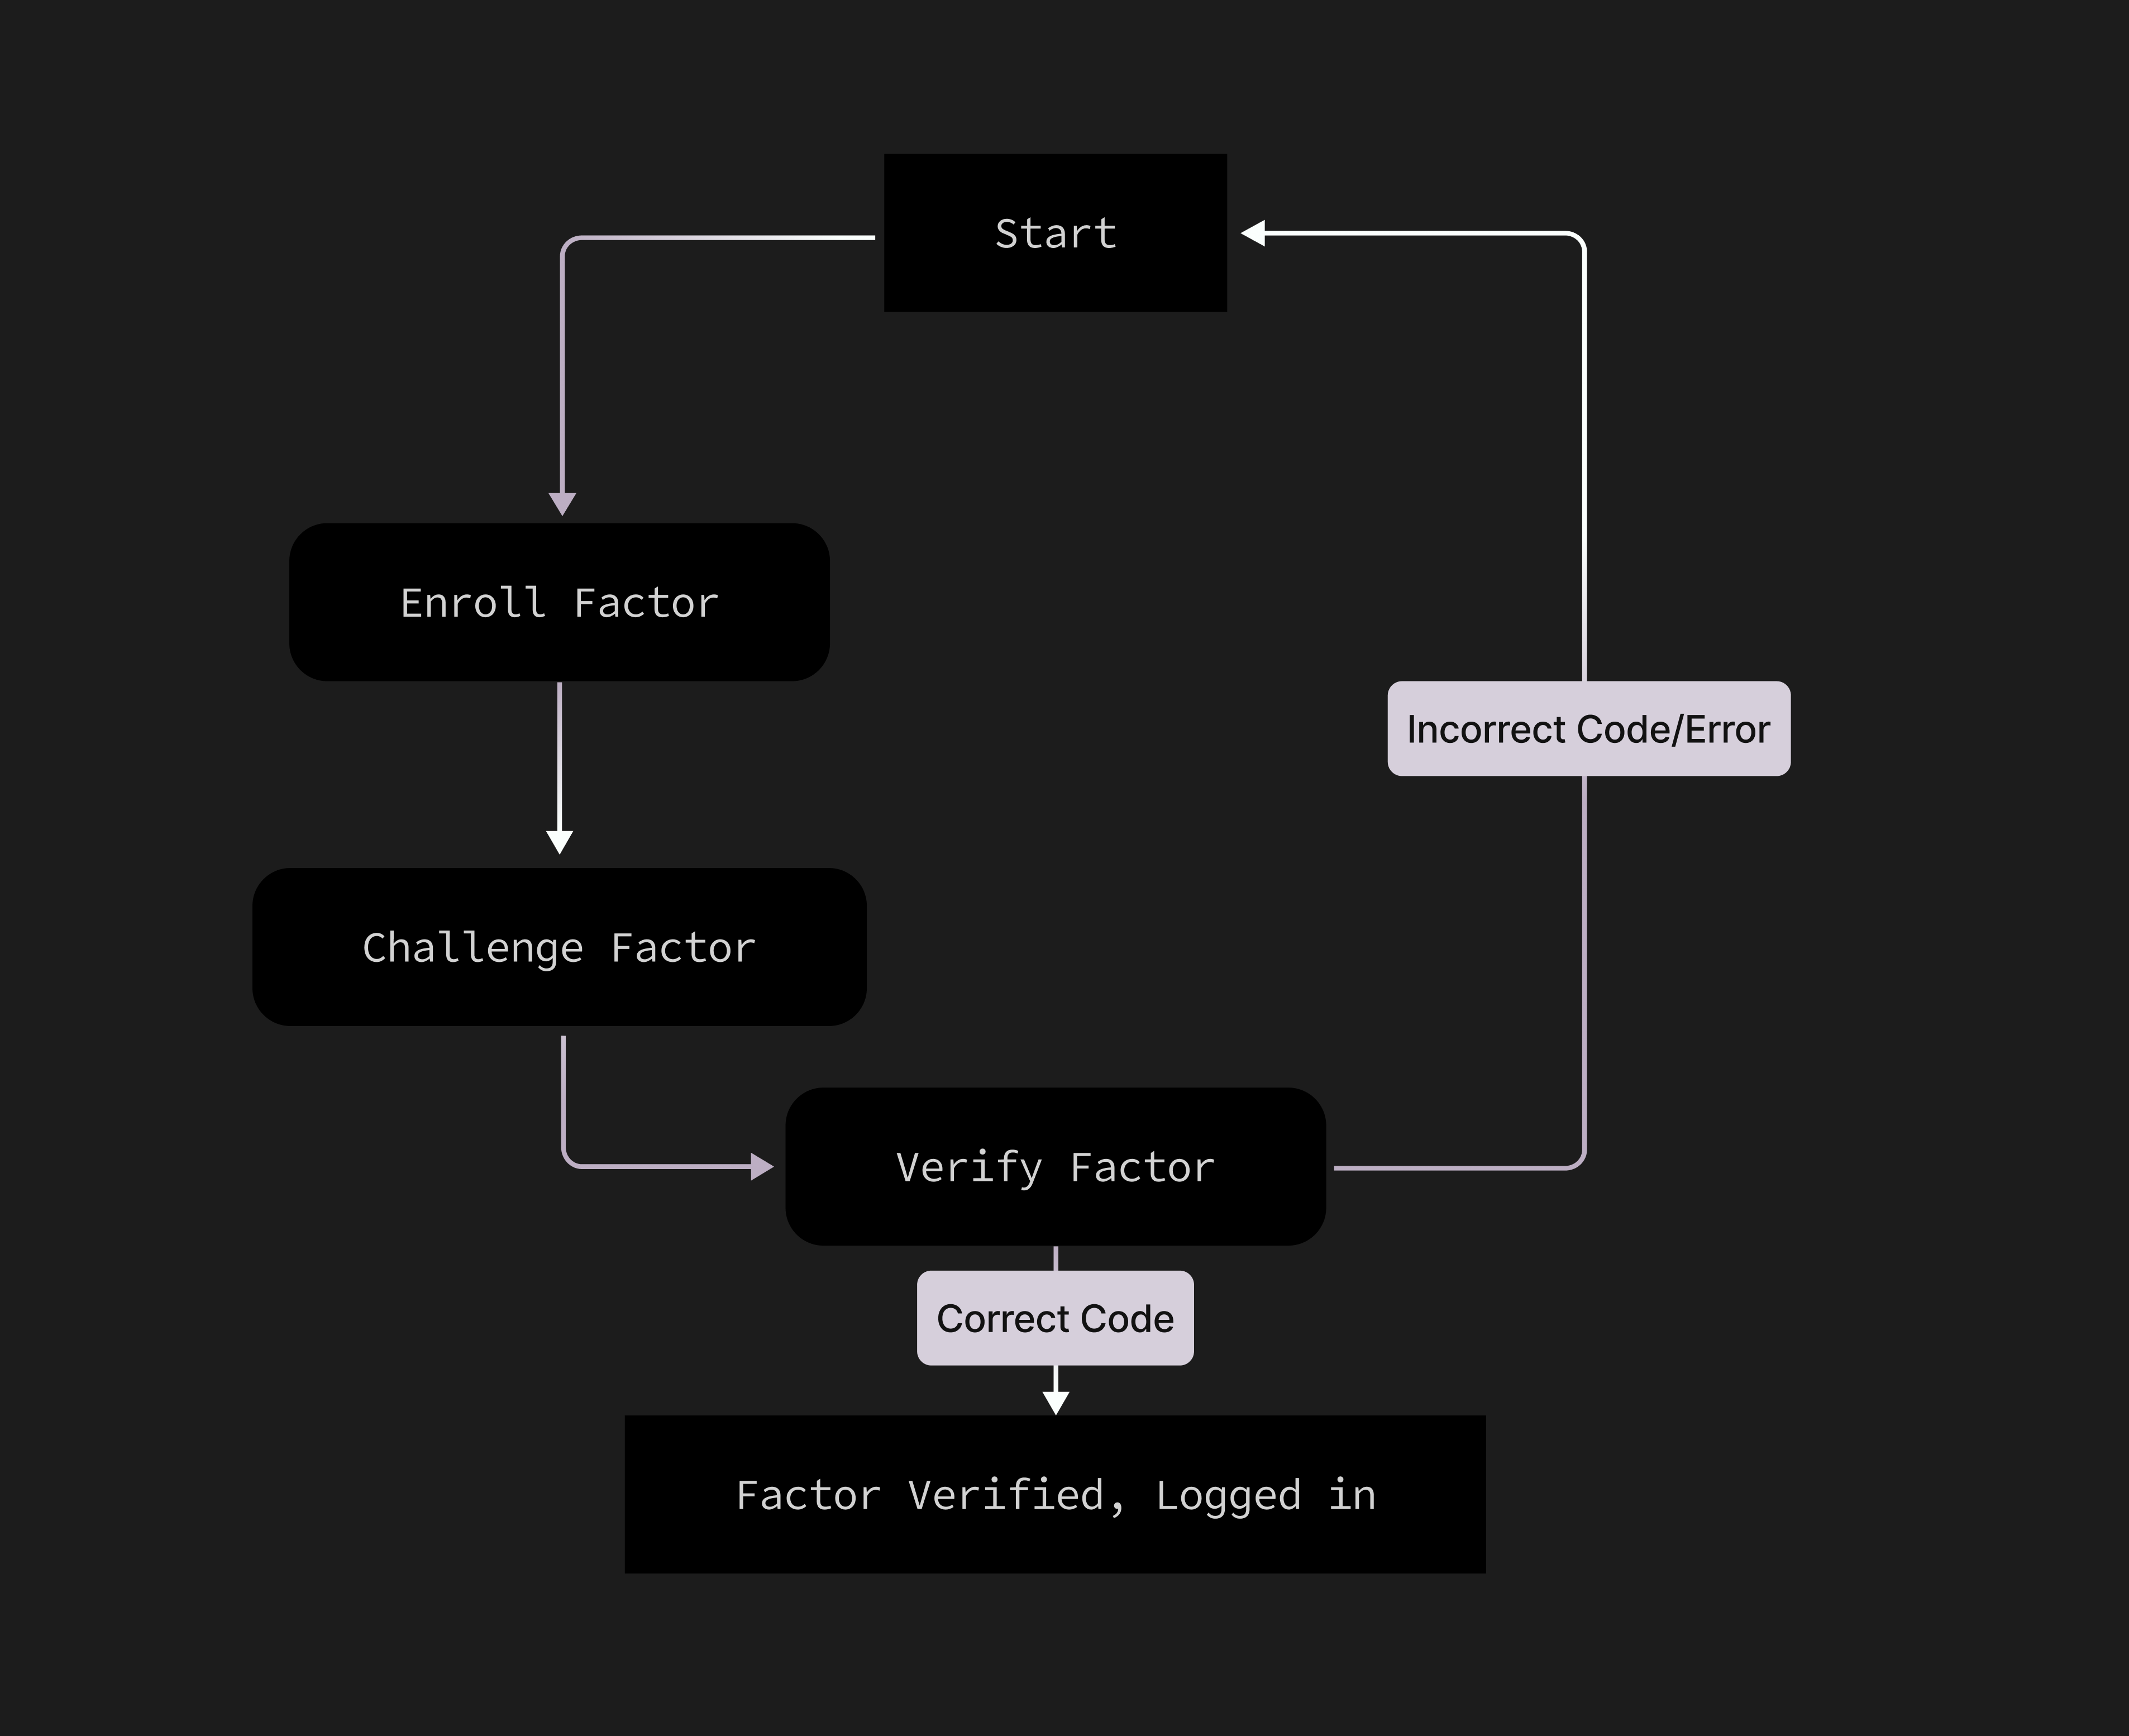 Start
Enroll Factor
Incorrect Code/Error
Challenge Factor
Verify Factor
Correct Code
Factor Verified, Logged in